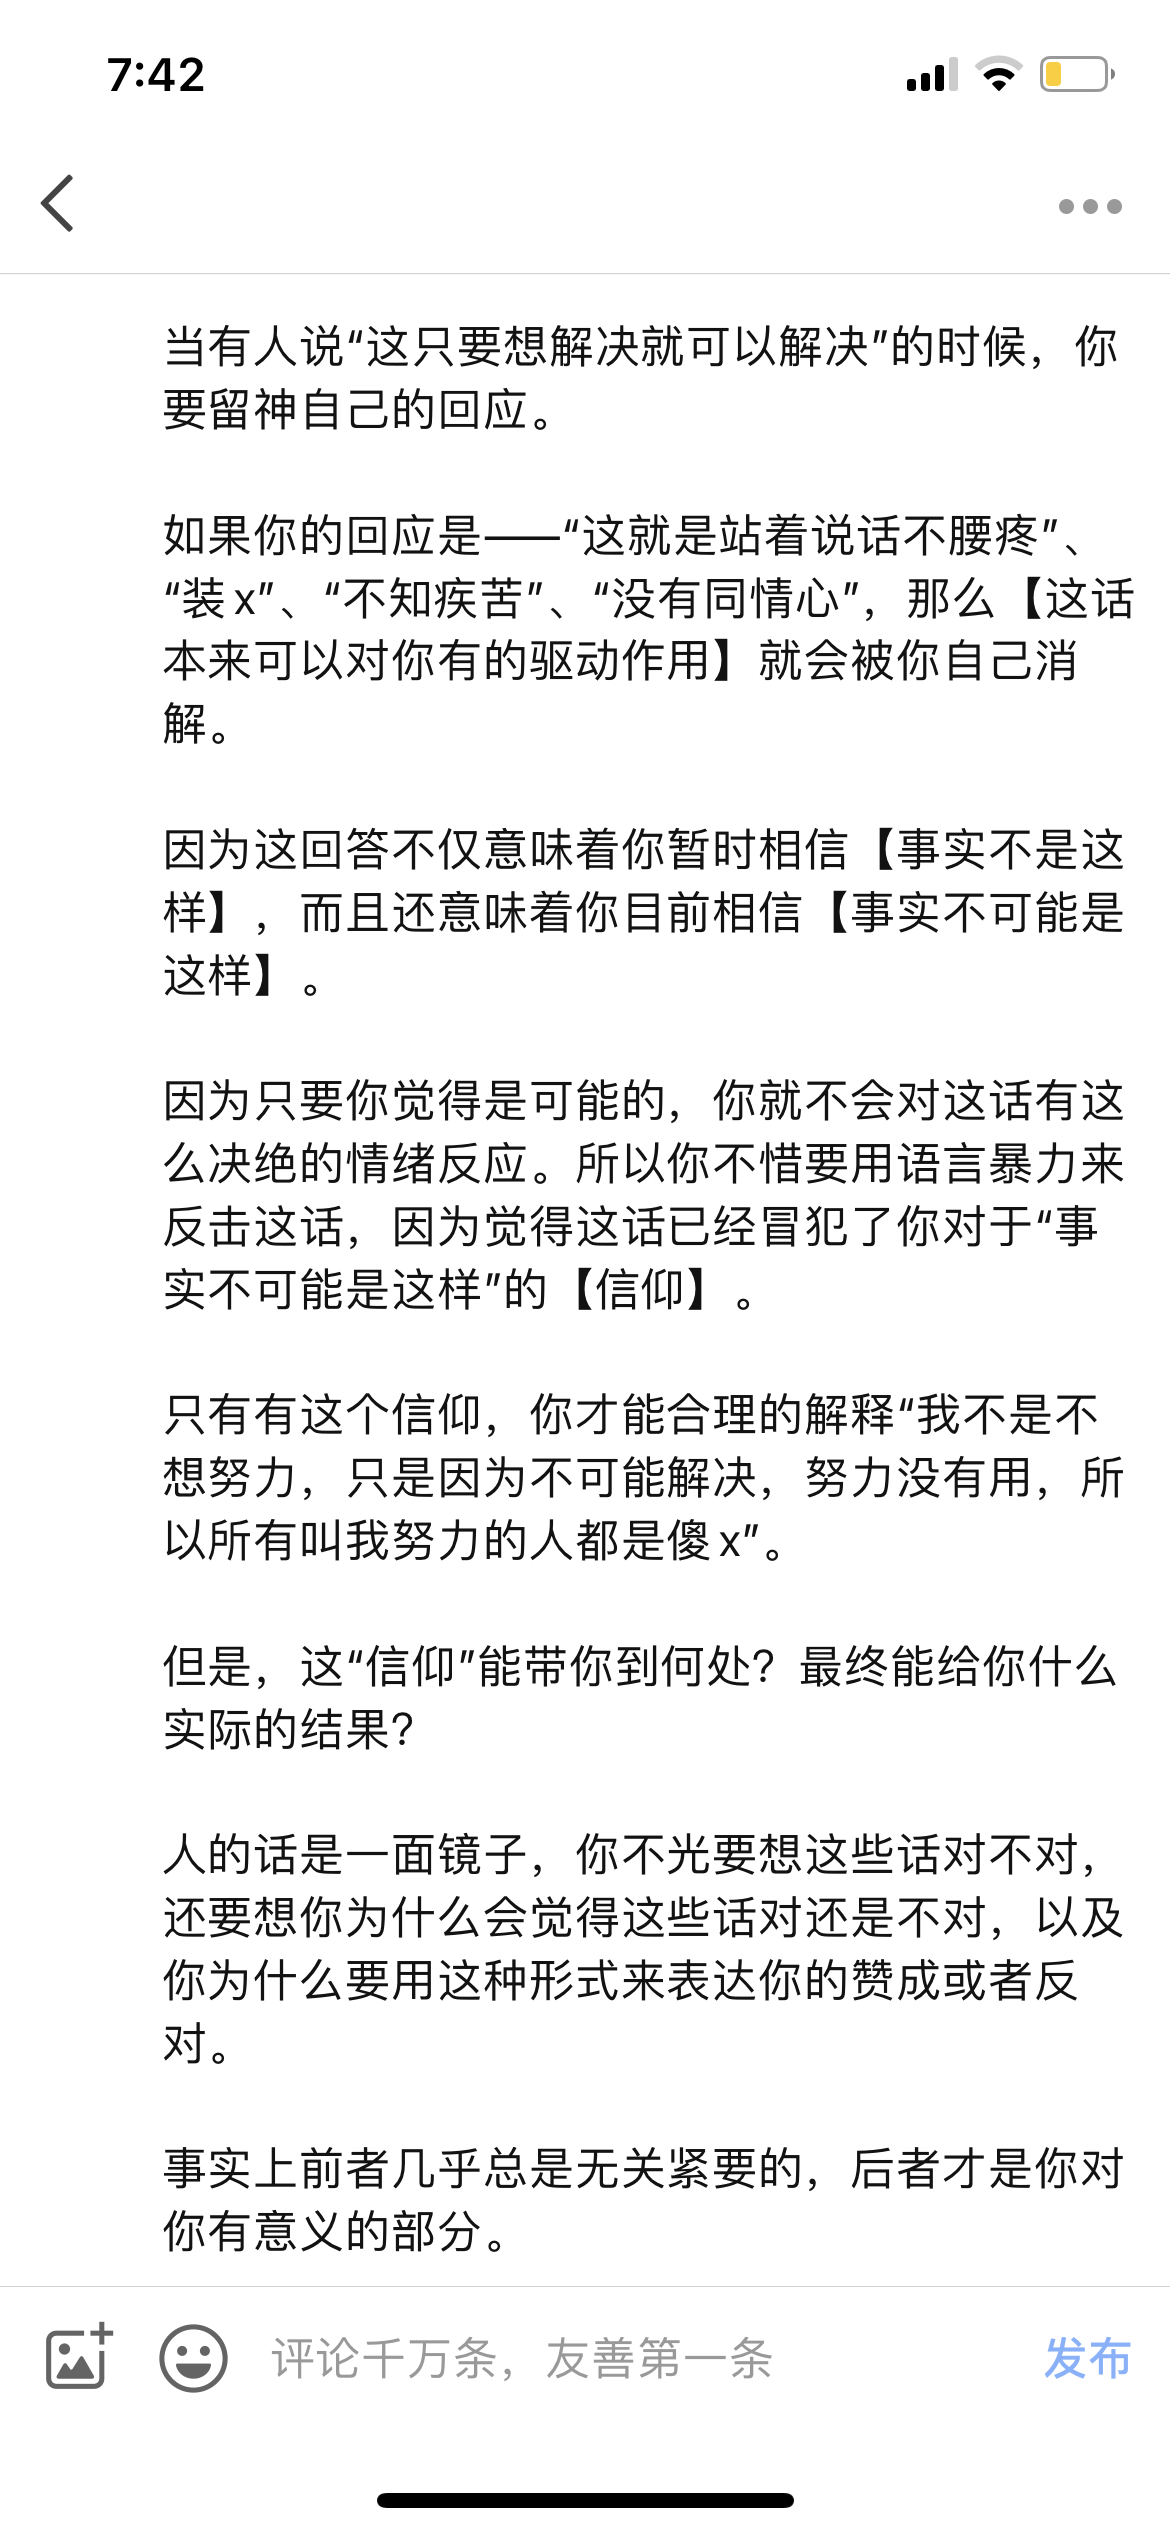 7:42
当有人说“这只要想解决就可以解决”的时候，你
要留神自己的回应。
如果你的回应是——“这就是站着说话不腰疼”、
“装 x”、“不知疾苦”、“没有同情心”，那么【这话
本来可以对你有的驱动作用】就会被你自己消
解。
因为这回答不仅意味着你暂时相信【事实不是这
样】，而且还意味着你目前相信【事实不可能是
这样】。
因为只要你觉得是可能的，你就不会对这话有这
么决绝的情绪反应。所以你不惜要用语言暴力来
反击这话，因为觉得这话已经冒犯了你对于“事
实不可能是这样”的【信仰】。
只有有这个信仰，你才能合理的解释“我不是不
想努力，只是因为不可能解决，努力没有用，所
以所有叫我努力的人都是傻 x”。
但是，这“信仰”能带你到何处？最终能给你什么
实际的结果？
人的话是一面镜子，你不光要想这些话对不对，
还要想你为什么会觉得这些话对还是不对，以及
你为什么要用这种形式来表达你的赞成或者反
对。
事实上前者几乎总是无关紧要的，后者才是你对
你有意义的部分。
评论千万条，友善第一条
发布